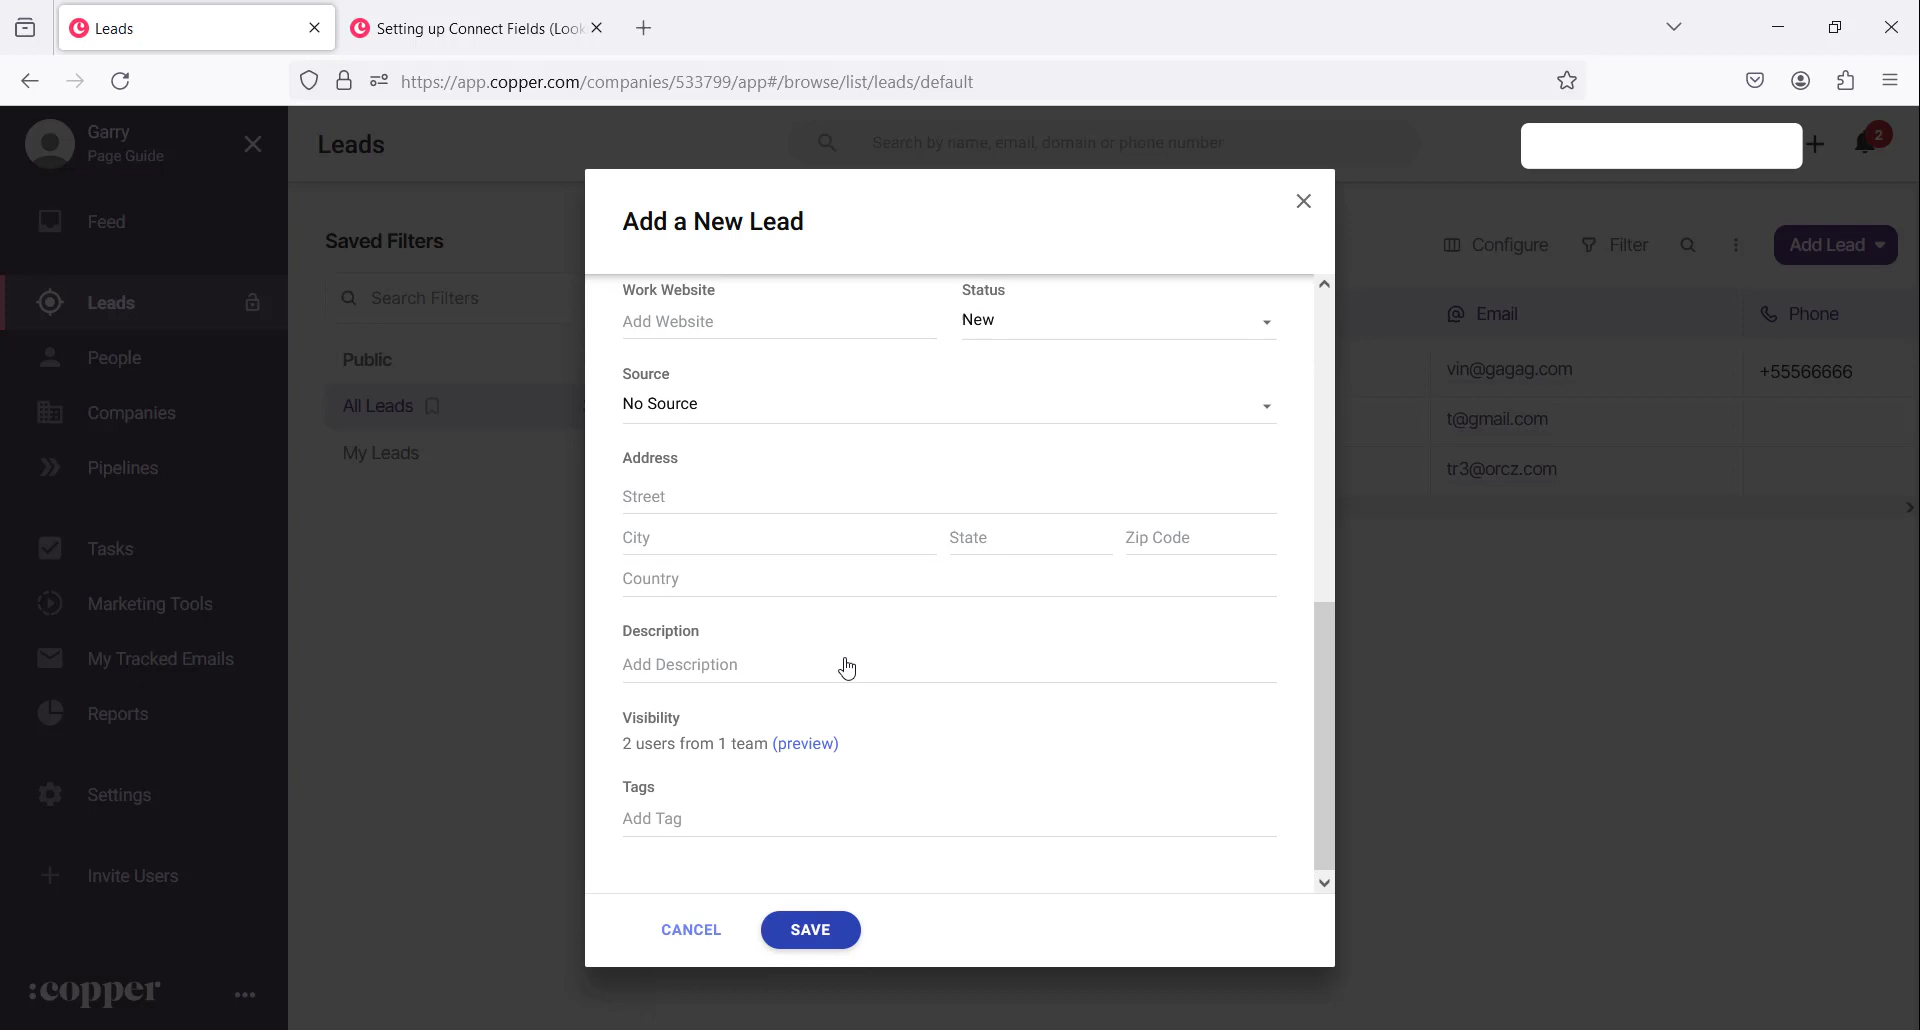 Leads
Setting up Connect Fields (Look
https://app.copper.com/companies/533799/app#/browse/list/leads/default
Garry
Page Guide
Leads
Search by name, email, domain or phone number
2
Feed
Leads
People
Companies
Pipelines
Tasks
Marketing Tools
My Tracked Emails
Reports
Settings
Invite Users
:copper
Saved Filters
Search Filters
Public
All Leads
My Leads
Configure
Filter
Add Lead
Email
Phone
vin@gagag.com
+55566666
t@gmail.com
tr3@orcz.com
Add a New Lead
Work Website
Status
Add Website
New
Source
No Source
Address
Street
City
State
Zip Code
Country
Description
Add Description
Visibility
2 users from 1 team (preview)
Tags
Add Tag
CANCEL
SAVE